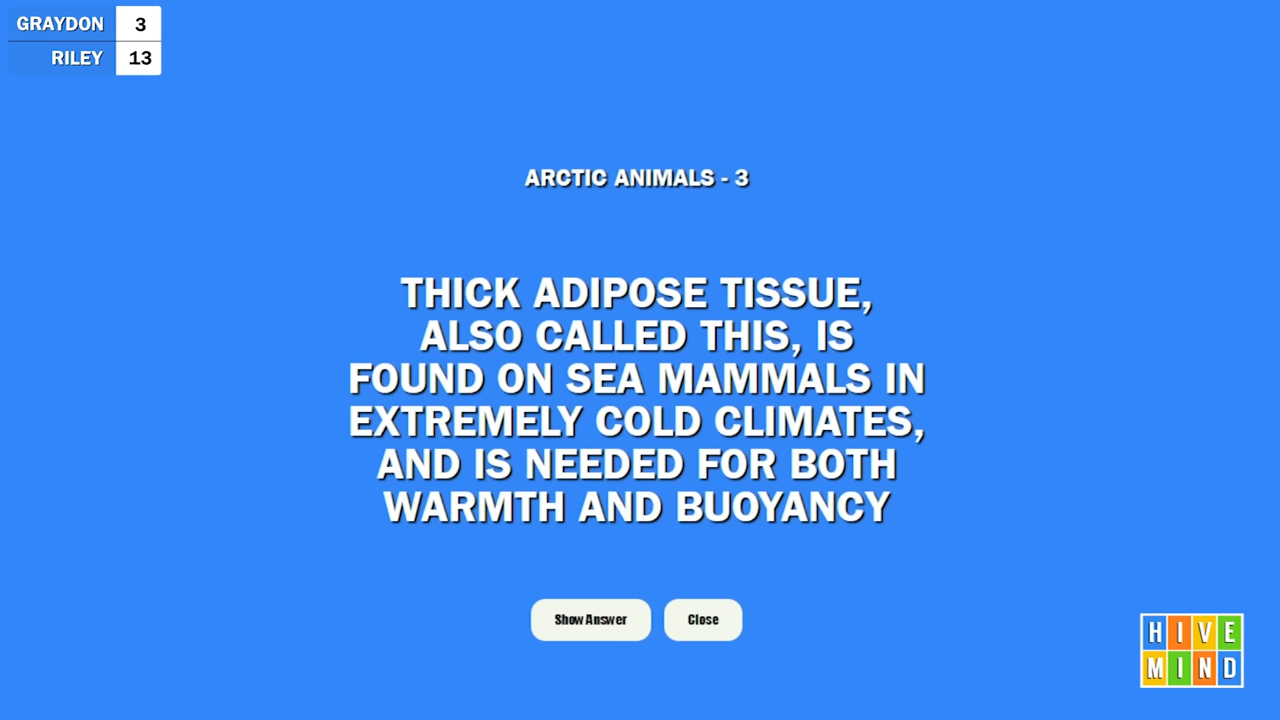 GRAYDON 3
RILEY 13
ARCTIC ANIMALS - 3
THICK ADIPOSE TISSUE,
ALSO CALLED THIS, IS
FOUND ON SEA MAMMALS IN
EXTREMELY COLD CLIMATES,
AND IS NEEDED FOR BOTH
WARMTH AND BUOYANCY
Show Answer Close
HIVE
MIND